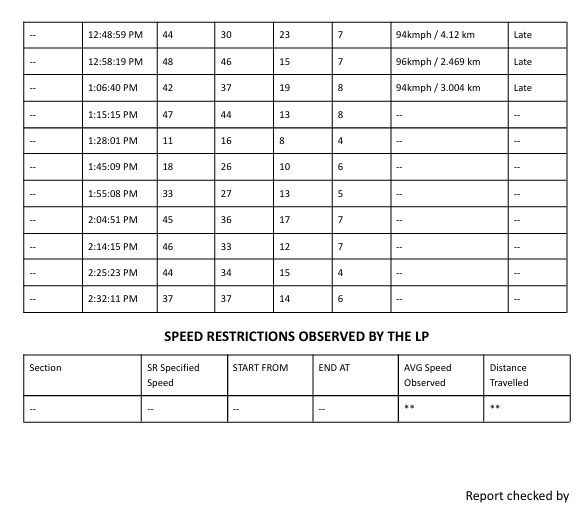 -- 12:48:59 PM 44 30 23 7 94kmph / 4.12 km Late
-- 12:58:19 PM 48 46 15 7 96kmph / 2.469 km Late
-- 1:06:40 PM 42 37 19 8 94kmph / 3.004 km Late
-- 1:15:15 PM 47 44 13 8 -- --
-- 1:28:01 PM 11 16 8 4 -- --
-- 1:45:09 PM 18 26 10 6 -- --
-- 1:55:08 PM 33 27 13 5 -- --
-- 2:04:51 PM 45 36 17 7 -- --
-- 2:14:15 PM 46 33 12 7 -- --
-- 2:25:23 PM 44 34 15 4 -- --
-- 2:32:11 PM 37 37 14 6 -- --
SPEED RESTRICTIONS OBSERVED BY THE LP
Section SR Specified START FROM END AT AVG Speed Distance
Speed Observed Travelled
-- -- -- -- ** **
Report checked by